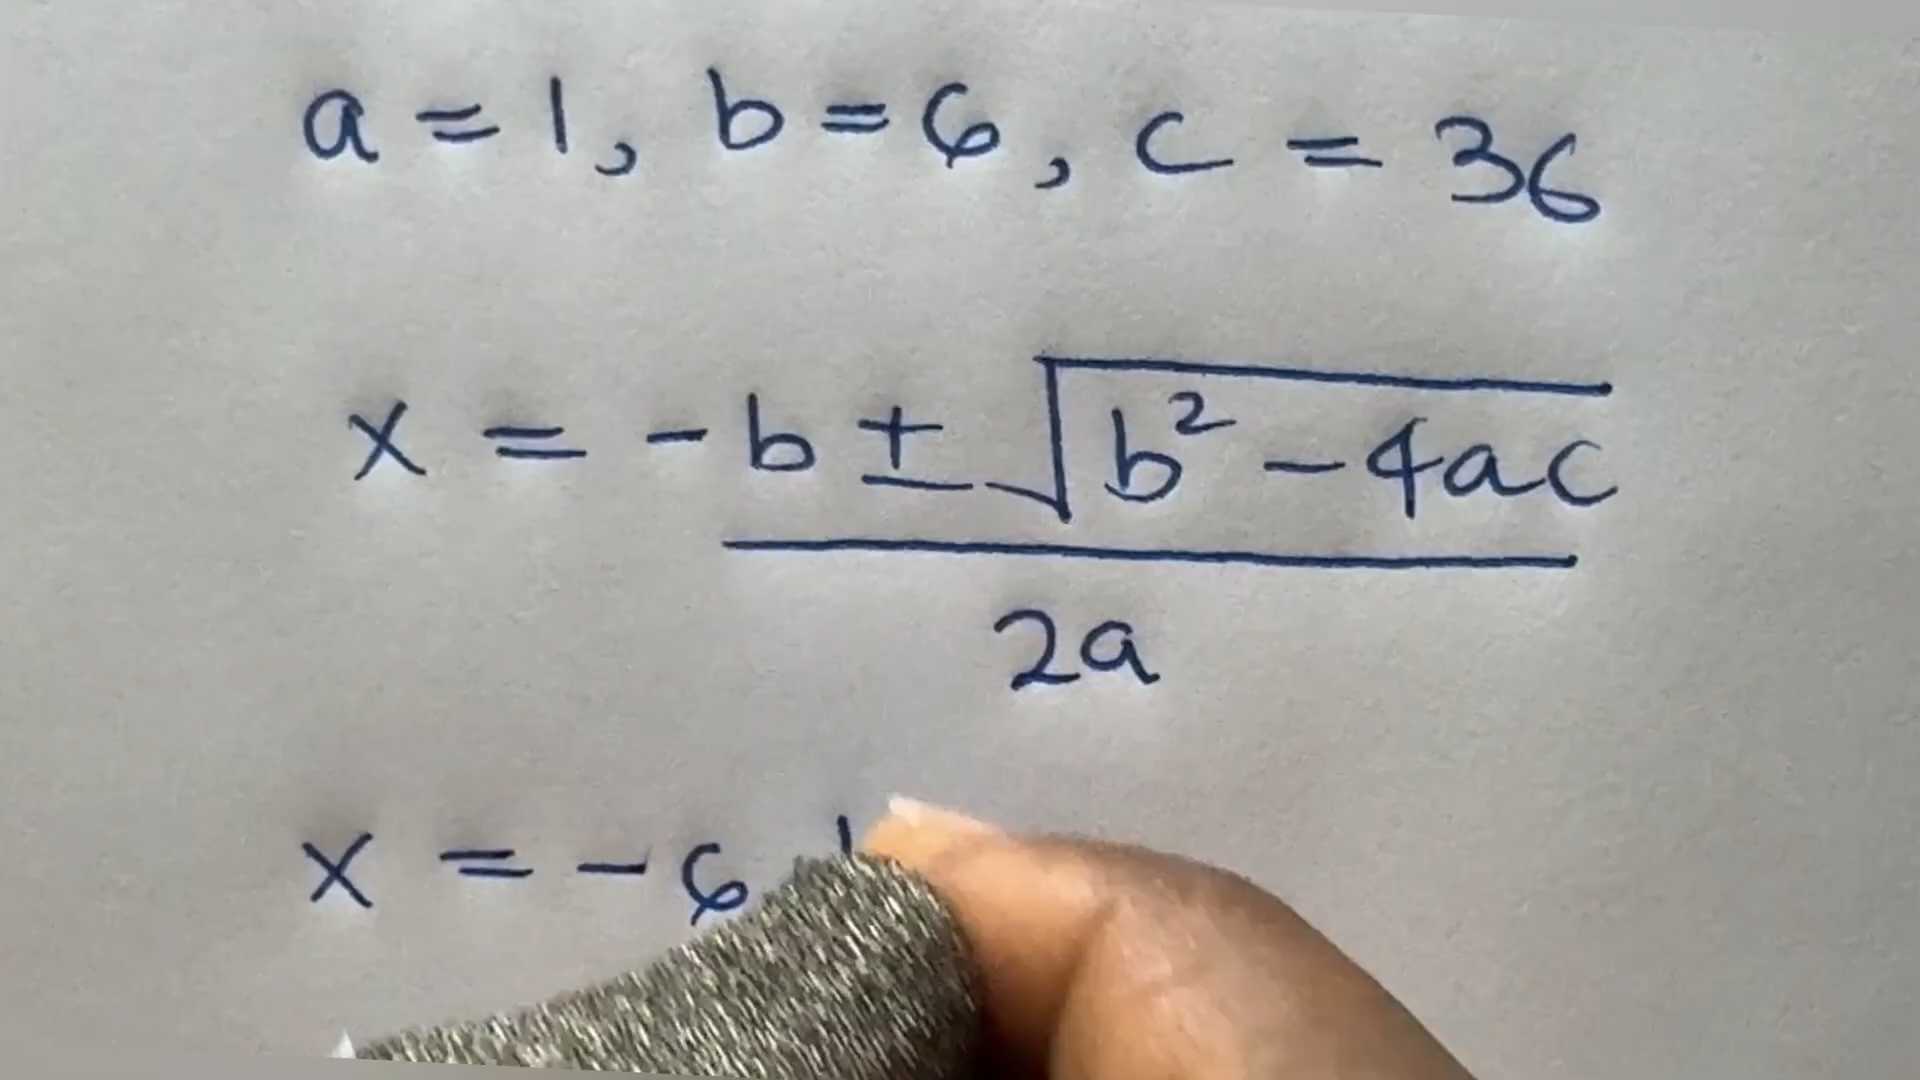 a = 1, b = 6, c = 36
x = -b ± √b² - 4ac
2a
x = -6